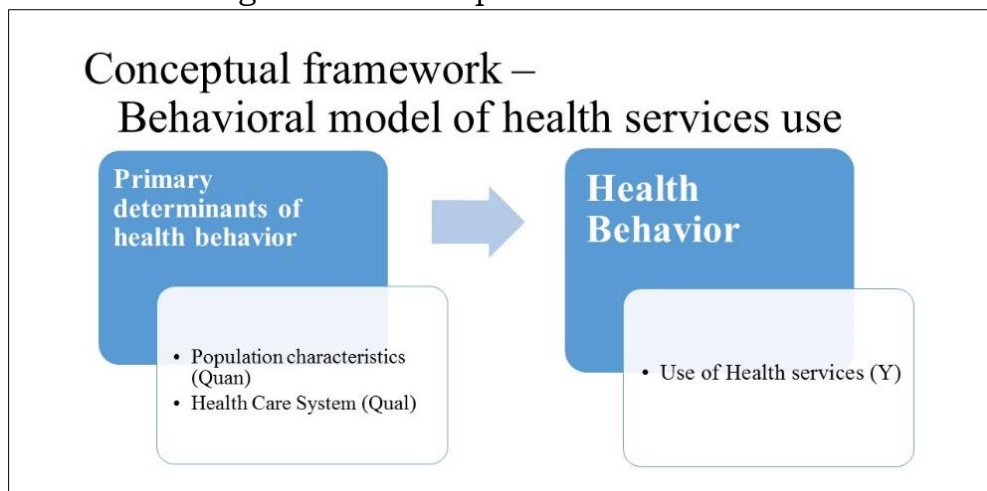 Conceptual framework –
Behavioral model of health services use
Primary
determinants of
health behavior
• Population characteristics
(Quan)
• Health Care System (Qual)
Health
Behavior
• Use of Health services (Y)